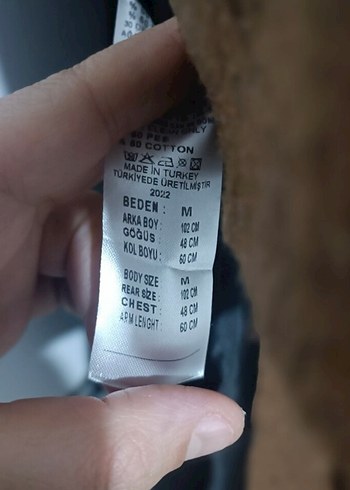 % 80 COTTON
MADE IN TURKEY
TÜRKİYEDE ÜRETİLMİŞTİR
2022
BEDEN : M
ARKA BOY : 102 CM
GÖĞÜS : 48 CM
KOL BOYU : 60 CM
BODY SIZE M
REAR SIZE : 102 CM
CHEST : 48 CM
ARM LENGHT : 60 CM